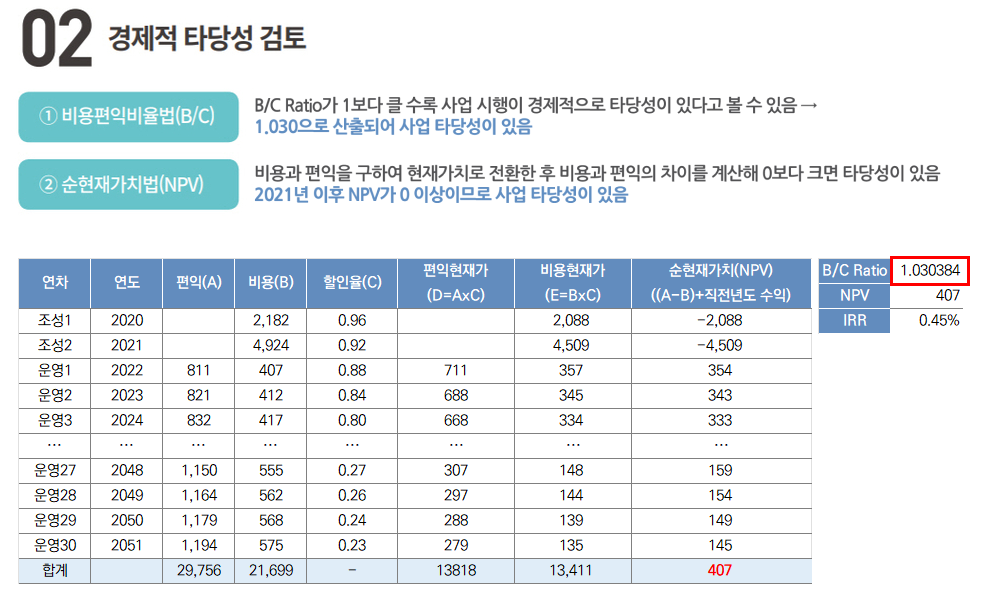 02 경제적 타당성 검토
① 비용편익비율법(B/C)
B/C Ratio가 1보다 클 수록 사업 시행이 경제적으로 타당성이 있다고 볼 수 있음 →
1.030으로 산출되어 사업 타당성이 있음
② 순현재가치법(NPV)
비용과 편익을 구하여 현재가치로 전환한 후 비용과 편익의 차이를 계산해 0보다 크면 타당성이 있음
2021년 이후 NPV가 0 이상이므로 사업 타당성이 있음
연차 연도 편익(A) 비용(B) 할인율(C) 편익현재가 (D=AxC) 비용현재가 (E=BxC) 순현재가치(NPV) ((A-B)+직전년도 수익)
조성1 2020 2,182 0.96 2,088 -2,088
조성2 2021 4,924 0.92 4,509 -4,509
운영1 2022 811 407 0.88 711 357 354
운영2 2023 821 412 0.84 688 345 343
운영3 2024 832 417 0.80 668 334 333
... ... ... ... ... ... ... ...
운영27 2048 1,150 555 0.27 307 148 159
운영28 2049 1,164 562 0.26 297 144 154
운영29 2050 1,179 568 0.24 288 139 149
운영30 2051 1,194 575 0.23 279 135 145
합계 29,756 21,699 - 13818 13,411 407
B/C Ratio 1.030384
NPV 407
IRR 0.45%